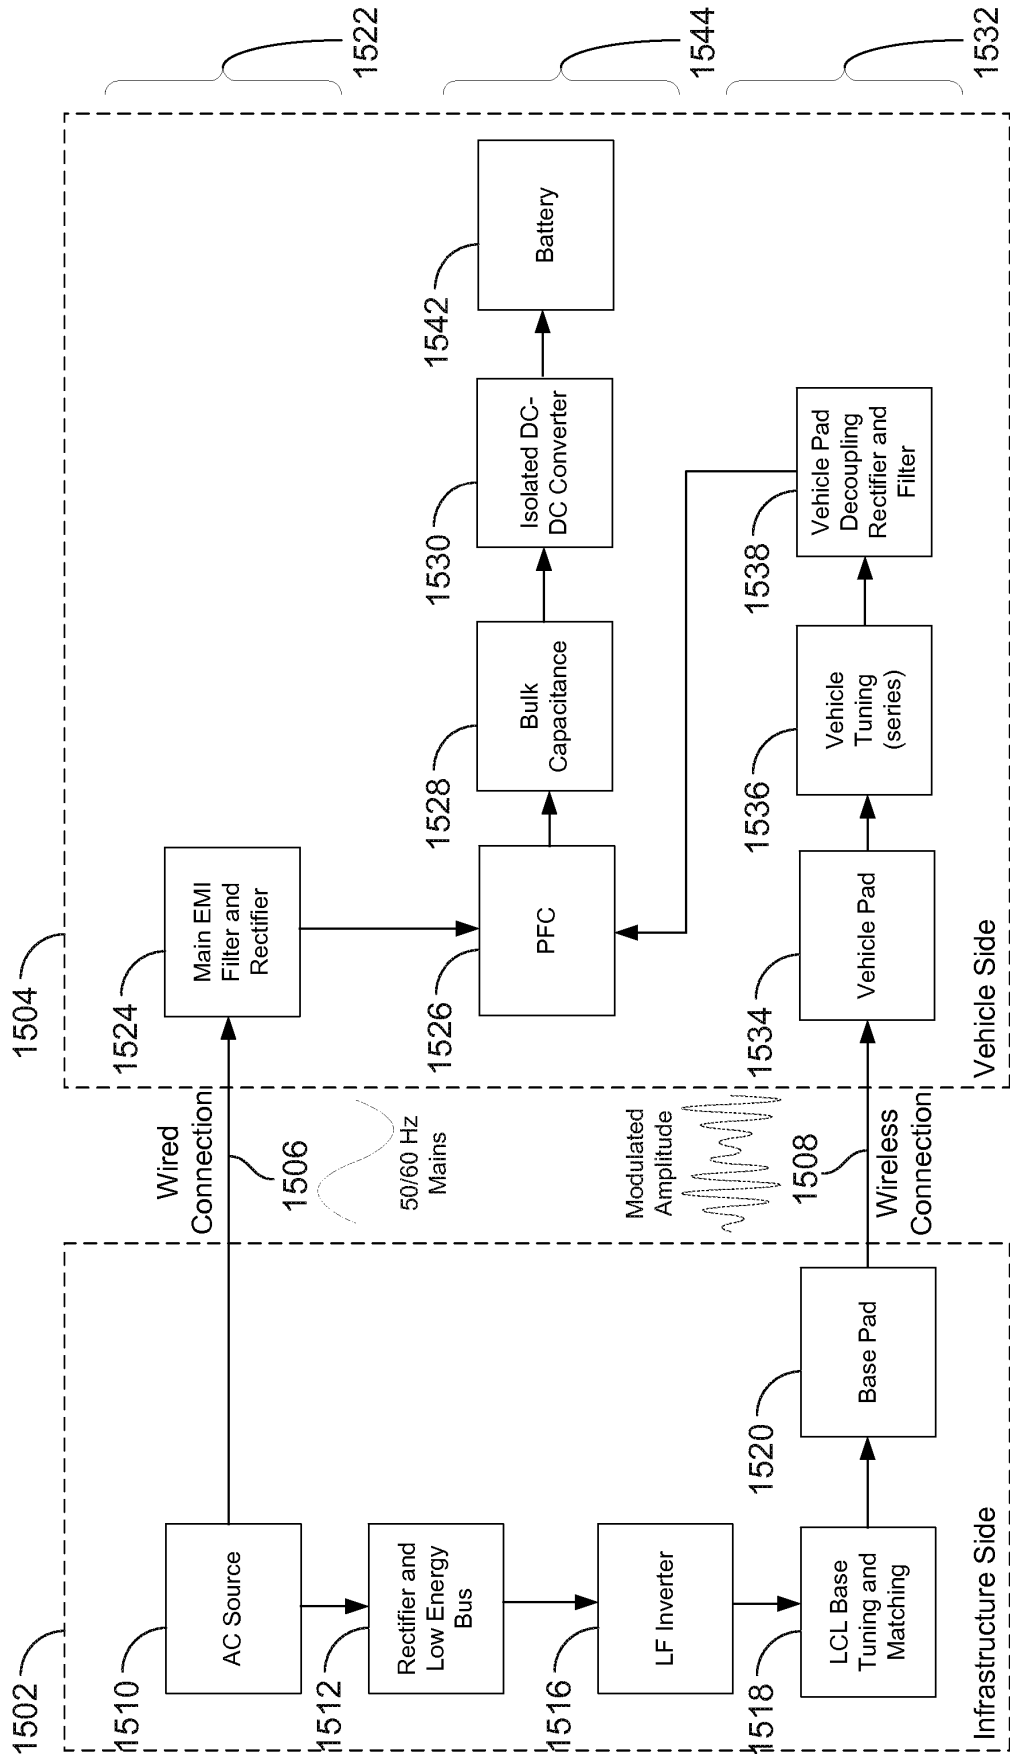 1502
1504
1522
1510
AC Source
Wired
Connection
1506
50/60 Hz
Mains
1524
Main EMI
Filter and
Rectifier
1512
Rectifier and
Low Energy
Bus
1544
1526
PFC
1528
Bulk
Capacitance
1530
Isolated DC-
DC Converter
1542
Battery
1516
LF Inverter
Modulated
Amplitude
1532
1518
LCL Base
Tuning and
Matching
1520
Base Pad
1508
Wireless
Connection
1534
Vehicle Pad
1536
Vehicle
Tuning
(series)
1538
Vehicle Pad
Decoupling
Rectifier and
Filter
Infrastructure Side
Vehicle Side